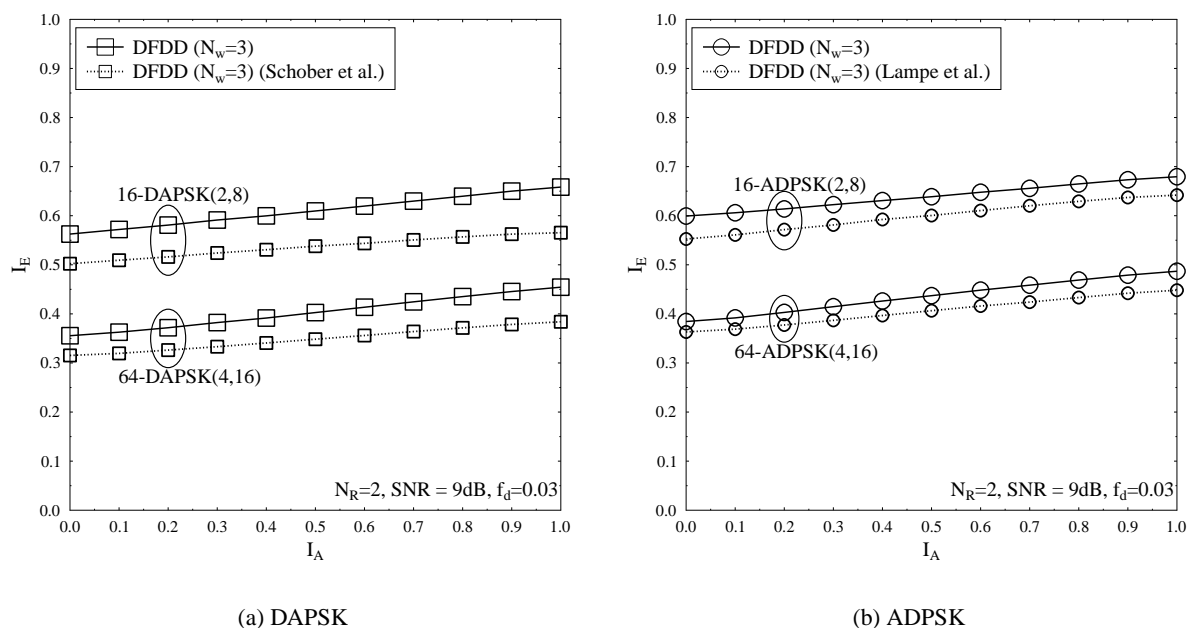 1.0
0.9
0.8
0.7
0.6
0.5
0.4
0.3
0.2
0.1
0.0
I_E
DFDD (N_w=3)
DFDD (N_w=3) (Schober et al.)
16-DAPSK(2,8)
64-DAPSK(4,16)
N_R=2, SNR = 9dB, f_d=0.03
0.0 0.1 0.2 0.3 0.4 0.5 0.6 0.7 0.8 0.9 1.0
I_A
(a) DAPSK
1.0
0.9
0.8
0.7
0.6
0.5
0.4
0.3
0.2
0.1
0.0
I_E
DFDD (N_w=3)
DFDD (N_w=3) (Lampe et al.)
16-ADPSK(2,8)
64-ADPSK(4,16)
N_R=2, SNR = 9dB, f_d=0.03
0.0 0.1 0.2 0.3 0.4 0.5 0.6 0.7 0.8 0.9 1.0
I_A
(b) ADPSK